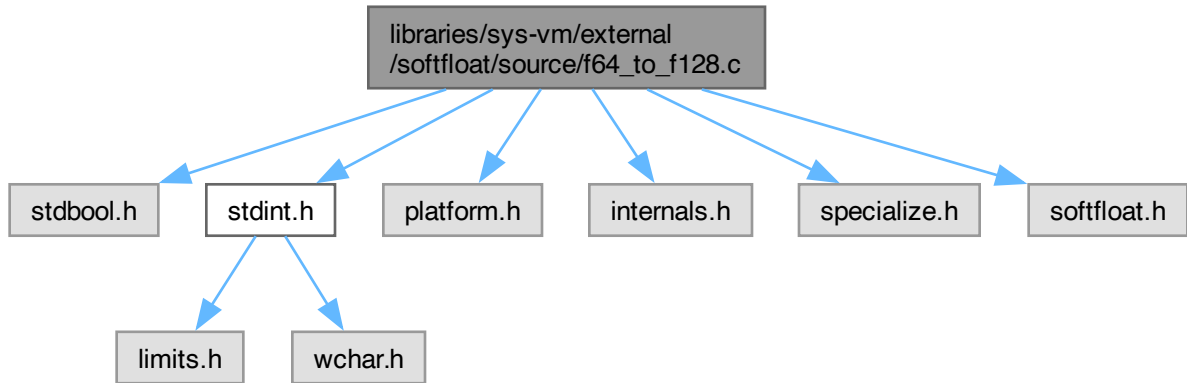 libraries/sys-vm/external
/softfloat/source/f64_to_f128.c
stdbool.h
stdint.h
platform.h
internals.h
specialize.h
softfloat.h
limits.h
wchar.h